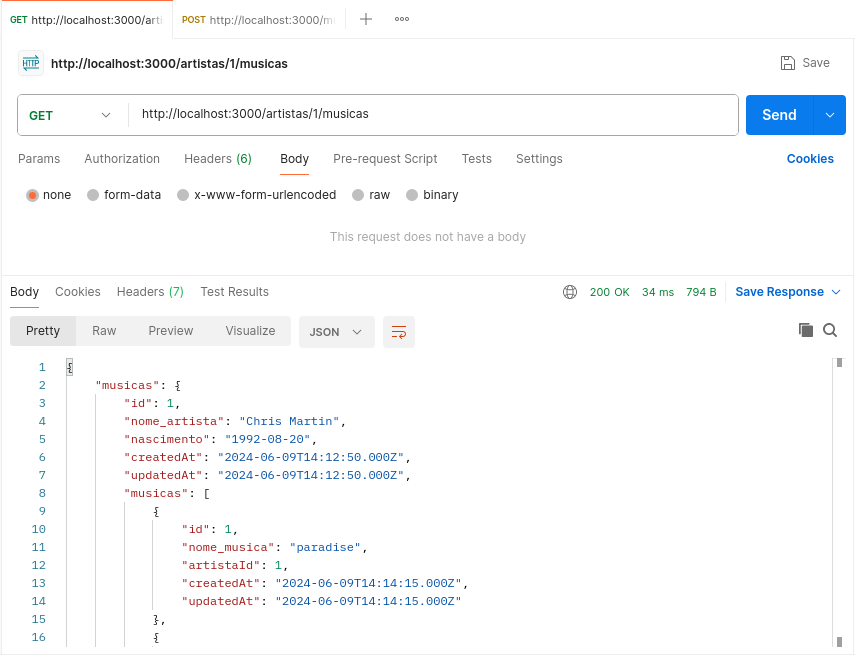 GET http://localhost:3000/arti POST http://localhost:3000/m
HTTP http://localhost:3000/artistas/1/musicas Save
GET http://localhost:3000/artistas/1/musicas Send
Params Authorization Headers (6) Body Pre-request Script Tests Settings Cookies
none form-data x-www-form-urlencoded raw binary
This request does not have a body
Body Cookies Headers (7) Test Results 200 OK 34 ms 794 B Save Response
Pretty Raw Preview Visualize JSON
1 {
2 "musicas": {
3 "id": 1,
4 "nome_artista": "Chris Martin",
5 "nascimento": "1992-08-20",
6 "createdAt": "2024-06-09T14:12:50.000Z",
7 "updatedAt": "2024-06-09T14:12:50.000Z",
8 "musicas": [
9 {
10 "id": 1,
11 "nome_musica": "paradise",
12 "artistaId": 1,
13 "createdAt": "2024-06-09T14:14:15.000Z",
14 "updatedAt": "2024-06-09T14:14:15.000Z"
15 },
16 {